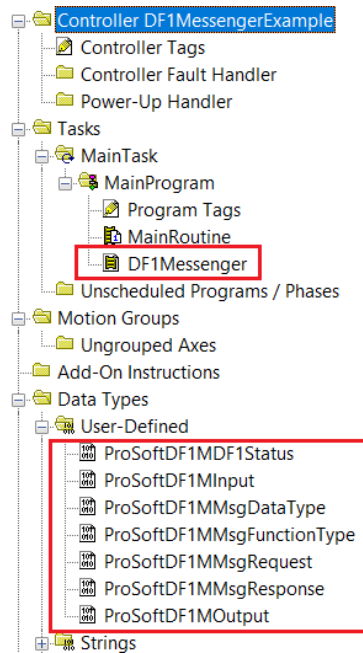 Controller DF1MessengerExample
Controller Tags
Controller Fault Handler
Power-Up Handler
Tasks
MainTask
MainProgram
Program Tags
MainRoutine
DF1Messenger
Unscheduled Programs / Phases
Motion Groups
Ungrouped Axes
Add-On Instructions
Data Types
User-Defined
ProSoftDF1MDF1Status
ProSoftDF1MInput
ProSoftDF1MMsgDataType
ProSoftDF1MMsgFunctionType
ProSoftDF1MMsgRequest
ProSoftDF1MMsgResponse
ProSoftDF1MOutput
Strings